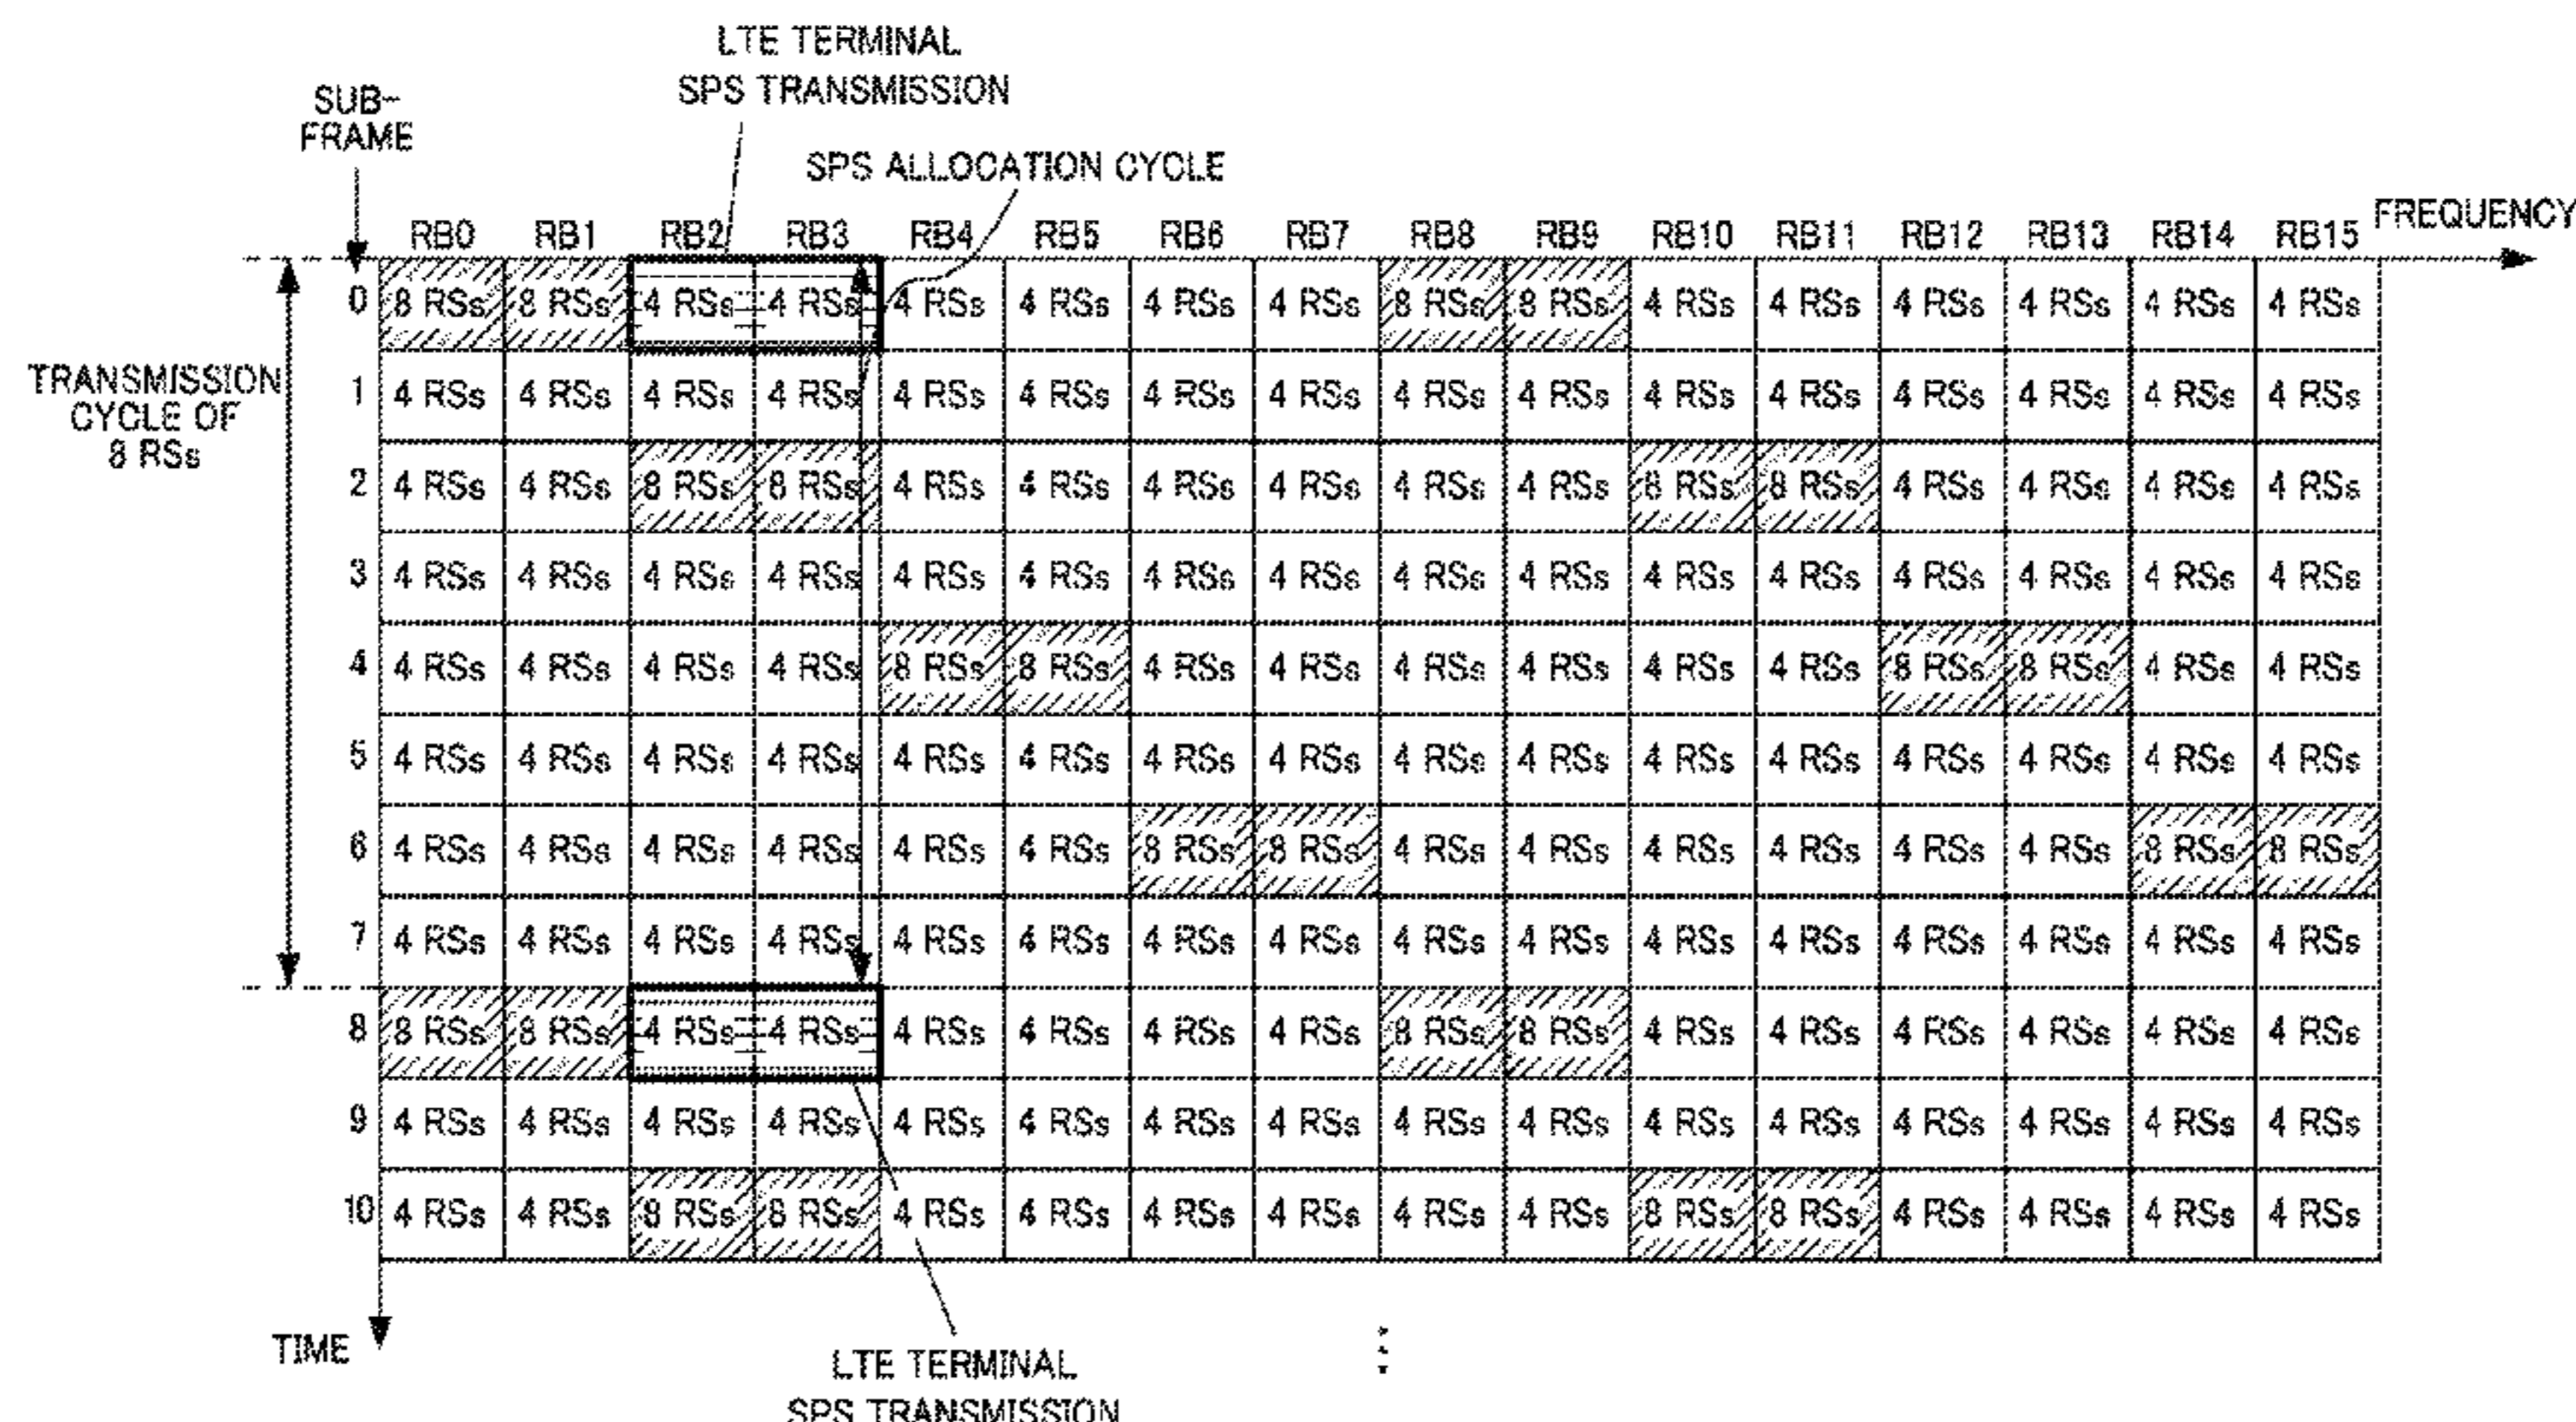 LTE TERMINAL
SPS TRANSMISSION
SUB-
FRAME
SPS ALLOCATION CYCLE
FREQUENCY
RB0 RB1 RB2 RB3 RB4 RB5 RB6 RB7 RB8 RB9 RB10 RB11 RB12 RB13 RB14 RB15
0 8 RSs 8 RSs 4 RSs 4 RSs 4 RSs 4 RSs 4 RSs 4 RSs 8 RSs 8 RSs 4 RSs 4 RSs 4 RSs 4 RSs 4 RSs 4 RSs
TRANSMISSION
CYCLE OF
8 RSs
1 4 RSs 4 RSs 4 RSs 4 RSs 4 RSs 4 RSs 4 RSs 4 RSs 4 RSs 4 RSs 4 RSs 4 RSs 4 RSs 4 RSs 4 RSs 4 RSs
2 4 RSs 4 RSs 8 RSs 8 RSs 4 RSs 4 RSs 4 RSs 4 RSs 4 RSs 4 RSs 8 RSs 8 RSs 4 RSs 4 RSs 4 RSs 4 RSs
3 4 RSs 4 RSs 4 RSs 4 RSs 4 RSs 4 RSs 4 RSs 4 RSs 4 RSs 4 RSs 4 RSs 4 RSs 4 RSs 4 RSs 4 RSs 4 RSs
4 4 RSs 4 RSs 4 RSs 4 RSs 8 RSs 8 RSs 4 RSs 4 RSs 4 RSs 4 RSs 4 RSs 4 RSs 8 RSs 8 RSs 4 RSs 4 RSs
5 4 RSs 4 RSs 4 RSs 4 RSs 4 RSs 4 RSs 4 RSs 4 RSs 4 RSs 4 RSs 4 RSs 4 RSs 4 RSs 4 RSs 4 RSs 4 RSs
6 4 RSs 4 RSs 4 RSs 4 RSs 4 RSs 4 RSs 8 RSs 8 RSs 4 RSs 4 RSs 4 RSs 4 RSs 4 RSs 4 RSs 8 RSs 8 RSs
7 4 RSs 4 RSs 4 RSs 4 RSs 4 RSs 4 RSs 4 RSs 4 RSs 4 RSs 4 RSs 4 RSs 4 RSs 4 RSs 4 RSs 4 RSs 4 RSs
8 8 RSs 8 RSs 4 RSs 4 RSs 4 RSs 4 RSs 4 RSs 4 RSs 8 RSs 8 RSs 4 RSs 4 RSs 4 RSs 4 RSs 4 RSs 4 RSs
9 4 RSs 4 RSs 4 RSs 4 RSs 4 RSs 4 RSs 4 RSs 4 RSs 4 RSs 4 RSs 4 RSs 4 RSs 4 RSs 4 RSs 4 RSs 4 RSs
10 4 RSs 4 RSs 8 RSs 8 RSs 4 RSs 4 RSs 4 RSs 4 RSs 4 RSs 4 RSs 8 RSs 8 RSs 4 RSs 4 RSs 4 RSs 4 RSs
TIME
LTE TERMINAL
SPS TRANSMISSION